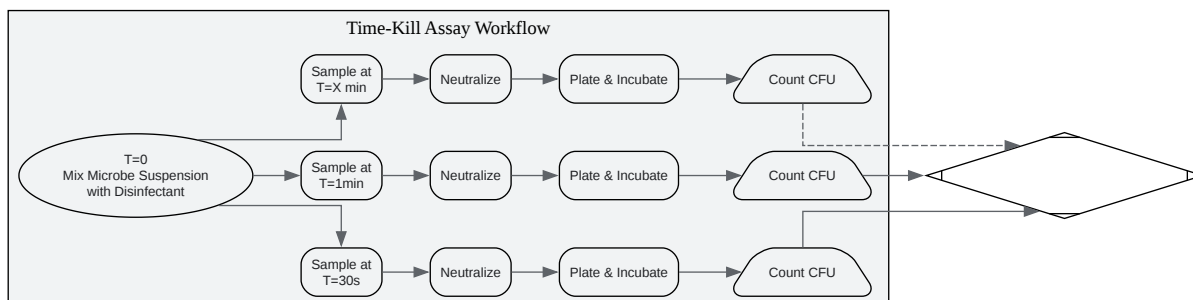 Time-Kill Assay Workflow
Sample at
T=X min
Neutralize
Plate & Incubate
Count CFU
T=0
Mix Microbe Suspension
with Disinfectant
Sample at
T=1min
Neutralize
Plate & Incubate
Count CFU
Sample at
T=30s
Neutralize
Plate & Incubate
Count CFU